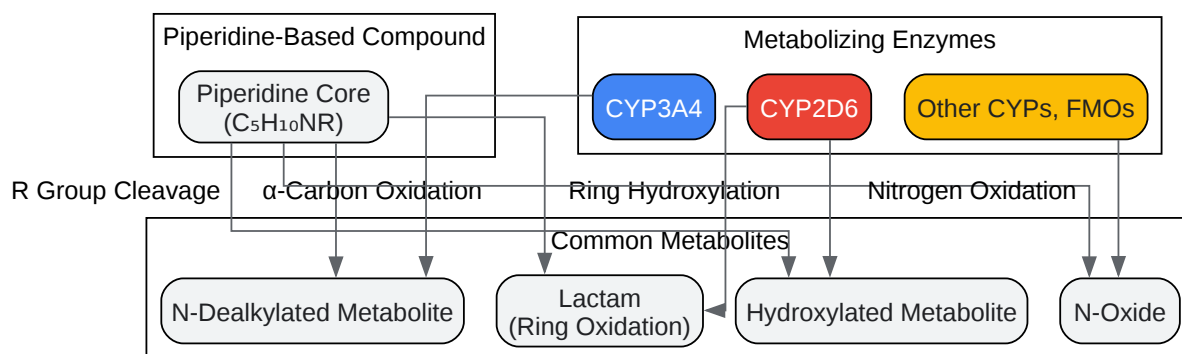 Piperidine-Based Compound
Metabolizing Enzymes
Piperidine Core
(C₅H₁₀NR)
CYP3A4
CYP2D6
Other CYPs, FMOs
R Group Cleavage
α-Carbon Oxidation
Ring Hydroxylation
Nitrogen Oxidation
Common Metabolites
N-Dealkylated Metabolite
Lactam
(Ring Oxidation)
Hydroxylated Metabolite
N-Oxide